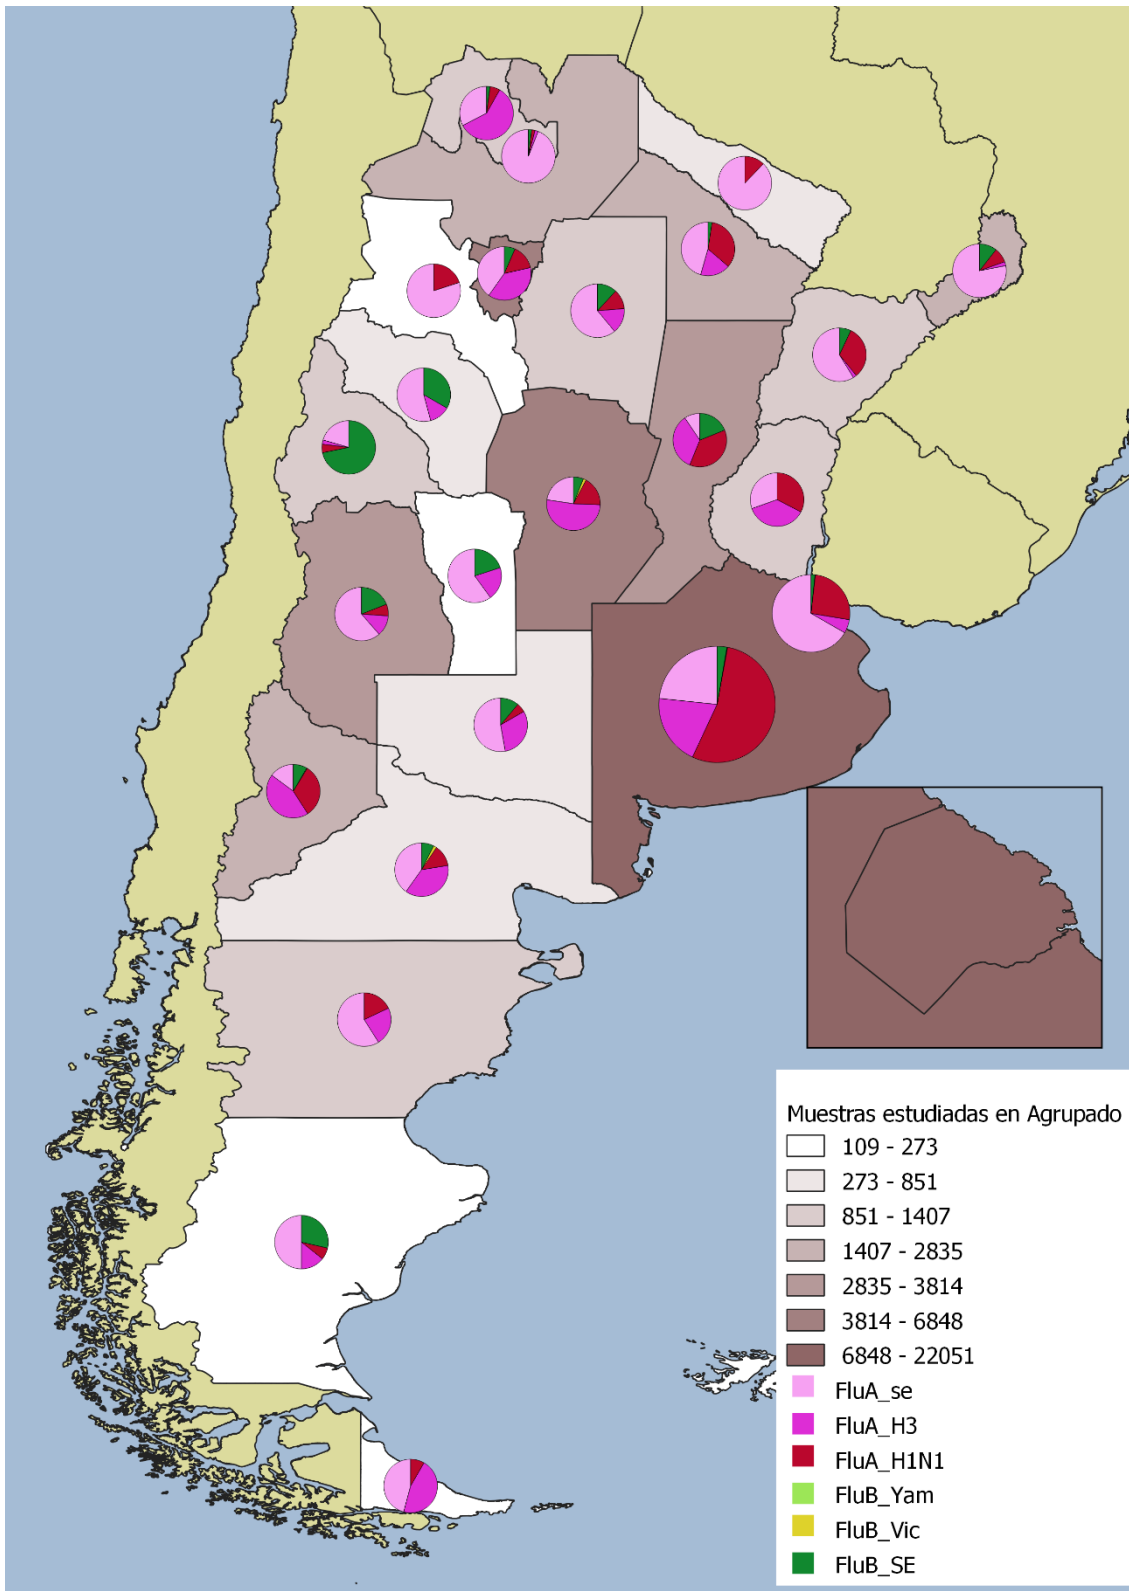 Muestras estudiadas en Agrupado
109 - 273
273 - 851
851 - 1407
1407 - 2835
2835 - 3814
3814 - 6848
6848 - 22051
FluA_se
FluA_H3
FluA_H1N1
FluB_Yam
FluB_Vic
FluB_SE